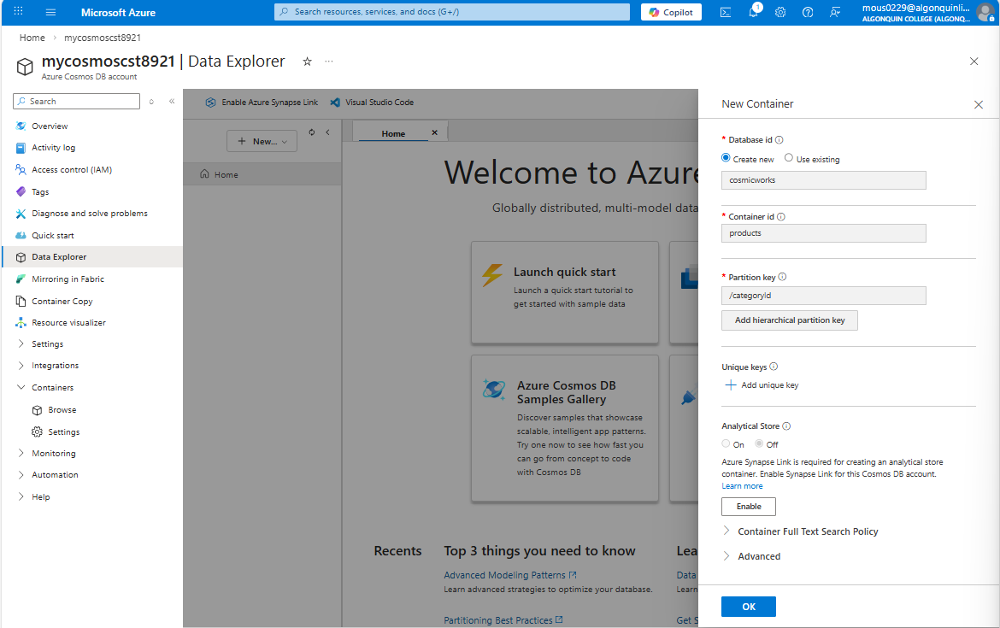 Microsoft Azure
Search resources, services, and docs (G+/)
Copilot
1
mous0229@algonquinli...
ALGONQUIN COLLEGE (ALGONQ...
Home > mycosmoscst8921
mycosmoscst8921 | Data Explorer
Azure Cosmos DB account
Search
Overview
Activity log
Access control (IAM)
Tags
Diagnose and solve problems
Quick start
Data Explorer
Mirroring in Fabric
Container Copy
Resource visualizer
Settings
Integrations
Containers
Browse
Settings
Monitoring
Automation
Help
Enable Azure Synapse Link
Visual Studio Code
New...
Home
Home
Welcome to Azure
Globally distributed, multi-model data
Launch quick start
Launch a quick start tutorial to
get started with sample data
Azure Cosmos DB
Samples Gallery
Discover samples that showcase
scalable, intelligent app patterns.
Try one now to see how fast you
can go from concept to code
with Cosmos DB
Recents
Top 3 things you need to know
Advanced Modeling Patterns
Learn advanced strategies to optimize your database.
Partitioning Best Practices
Lea
Data
Learn
Get S
New Container
* Database id
Create new
Use existing
cosmicworks
* Container id
products
* Partition key
/categoryId
Add hierarchical partition key
Unique keys
Add unique key
Analytical Store
On
Off
Azure Synapse Link is required for creating an analytical store
container. Enable Synapse Link for this Cosmos DB account.
Learn more
Enable
Container Full Text Search Policy
Advanced
OK